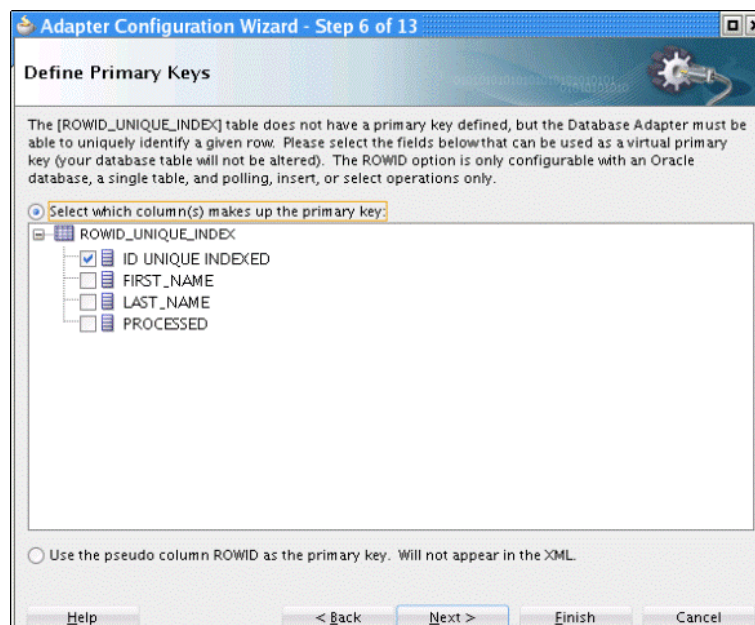 Adapter Configuration Wizard - Step 6 of 13
Define Primary Keys
The [ROWID_UNIQUE_INDEX] table does not have a primary key defined, but the Database Adapter must be
able to uniquely identify a given row. Please select the fields below that can be used as a virtual primary
key (your database table will not be altered). The ROWID option is only configurable with an Oracle
database, a single table, and polling, insert, or select operations only.
Select which column(s) makes up the primary key:
ROWID_UNIQUE_INDEX
ID UNIQUE INDEXED
FIRST_NAME
LAST_NAME
PROCESSED
Use the pseudo column ROWID as the primary key. Will not appear in the XML.
Help < Back Next > Finish Cancel